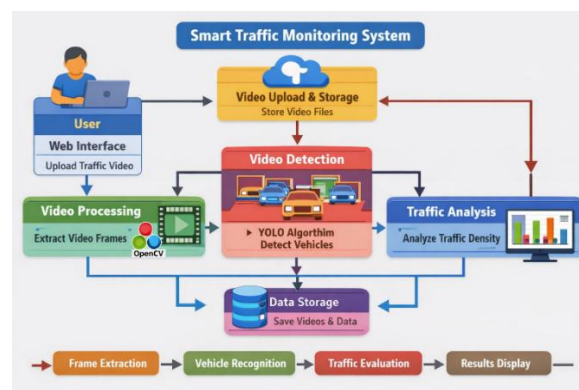 Smart Traffic Monitoring System
User
Web Interface
Upload Traffic Video
Video Upload & Storage
Store Video Files
Video Detection
▸ YOLO Algorthim
Detect Vehicles
Video Processing
Extract Video Frames
OpenCV
Traffic Analysis
Analyze Traffic Density
Data Storage
Save Videos & Data
Frame Extraction
Vehicle Recognition
Traffic Evaluation
Results Display